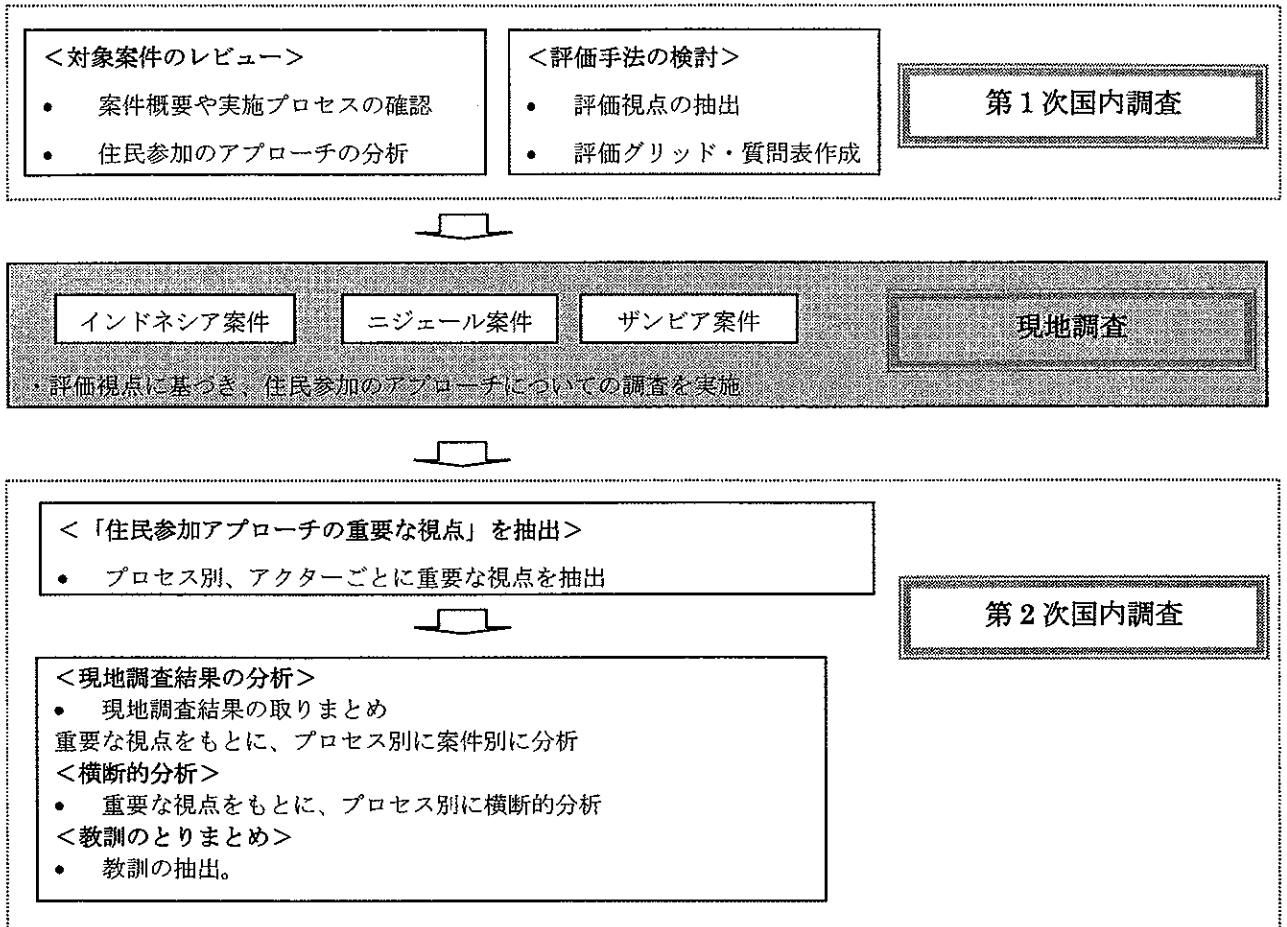 ＜対象案件のレビュー＞
• 案件概要や実施プロセスの確認
• 住民参加のアプローチの分析
＜評価手法の検討＞
• 評価視点の抽出
• 評価グリッド・質問表作成
第１次国内調査
インドネシア案件
ニジェール案件
ザンビア案件
現地調査
・評価視点に基づき、住民参加のアプローチについての調査を実施
＜「住民参加アプローチの重要な視点」を抽出＞
• プロセス別、アクターごとに重要な視点を抽出
第２次国内調査
＜現地調査結果の分析＞
• 現地調査結果の取りまとめ
重要な視点をもとに、プロセス別に案件別に分析
＜横断的分析＞
• 重要な視点をもとに、プロセス別に横断的分析
＜教訓のとりまとめ＞
• 教訓の抽出。